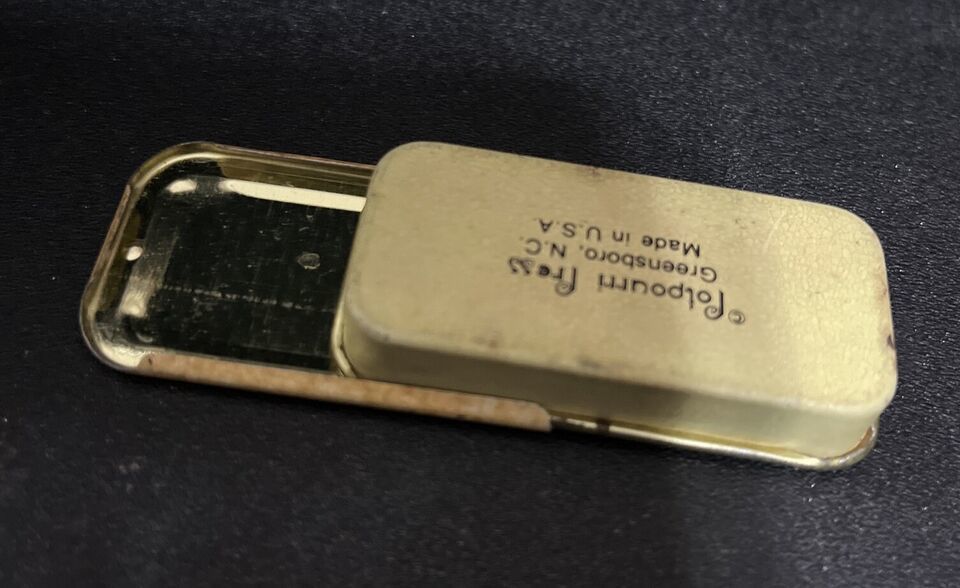 © Potpourri Press
Greensboro, N.C.
Made in U.S.A.